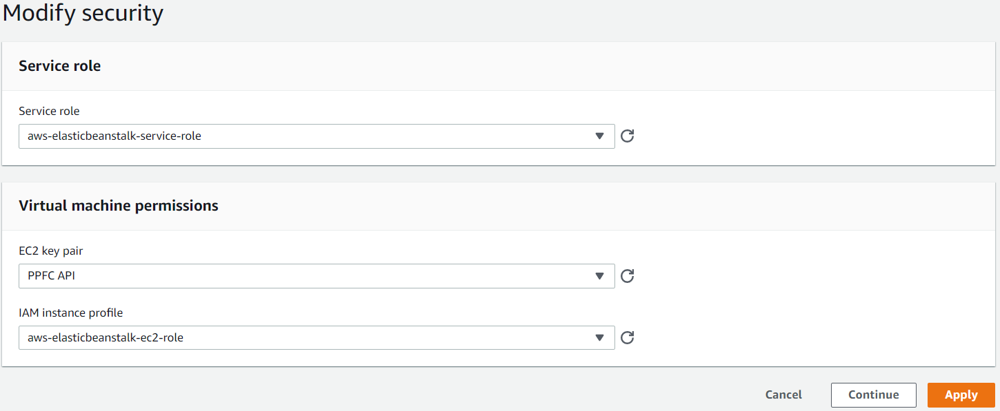 Modify security
Service role
Service role
aws-elasticbeanstalk-service-role
Virtual machine permissions
EC2 key pair
PPFC API
IAM instance profile
aws-elasticbeanstalk-ec2-role
Cancel Continue Apply